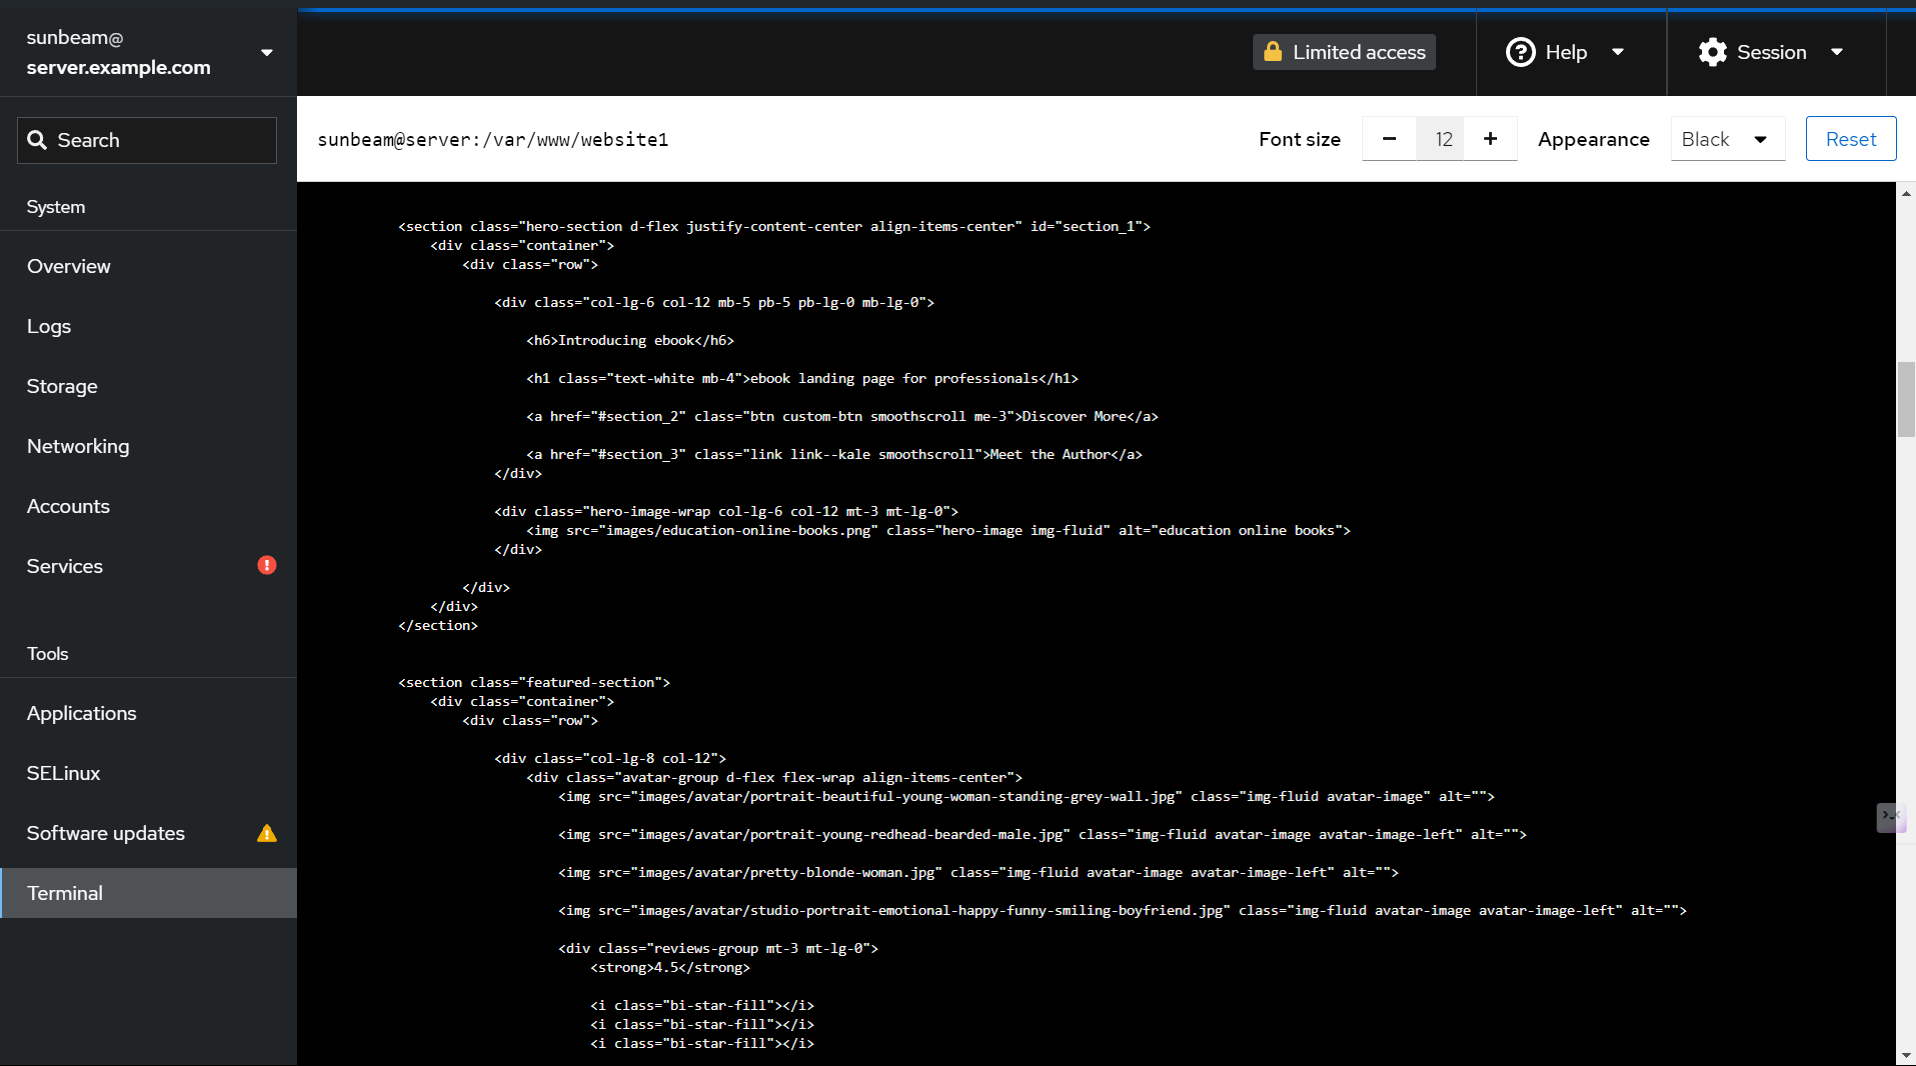 sunbeam@
server.example.com
Limited access
Help
Session
Search
sunbeam@server:/var/www/website1
Font size
12
Appearance
Black
Reset
System
Overview
Logs
Storage
Networking
Accounts
Services
Tools
Applications
SELinux
Software updates
Terminal
<section class="hero-section d-flex justify-content-center align-items-center" id="section_1">
<div class="container">
<div class="row">
<div class="col-lg-6 col-12 mb-5 pb-5 pb-lg-0 mb-lg-0">
<h6>Introducing ebook</h6>
<h1 class="text-white mb-4">ebook landing page for professionals</h1>
<a href="#section_2" class="btn custom-btn smoothscroll me-3">Discover More</a>
<a href="#section_3" class="link link--kale smoothscroll">Meet the Author</a>
</div>
<div class="hero-image-wrap col-lg-6 col-12 mt-3 mt-lg-0">
<img src="images/education-online-books.png" class="hero-image img-fluid" alt="education online books">
</div>
</div>
</div>
</section>
<section class="featured-section">
<div class="container">
<div class="row">
<div class="col-lg-8 col-12">
<div class="avatar-group d-flex flex-wrap align-items-center">
<img src="images/avatar/portrait-beautiful-young-woman-standing-grey-wall.jpg" class="img-fluid avatar-image" alt="">
<img src="images/avatar/portrait-young-redhead-bearded-male.jpg" class="img-fluid avatar-image avatar-image-left" alt="">
<img src="images/avatar/pretty-blonde-woman.jpg" class="img-fluid avatar-image avatar-image-left" alt="">
<img src="images/avatar/studio-portrait-emotional-happy-funny-smiling-boyfriend.jpg" class="img-fluid avatar-image avatar-image-left" alt="">
<div class="reviews-group mt-3 mt-lg-0">
<strong>4.5</strong>
<i class="bi-star-fill"></i>
<i class="bi-star-fill"></i>
<i class="bi-star-fill"></i>